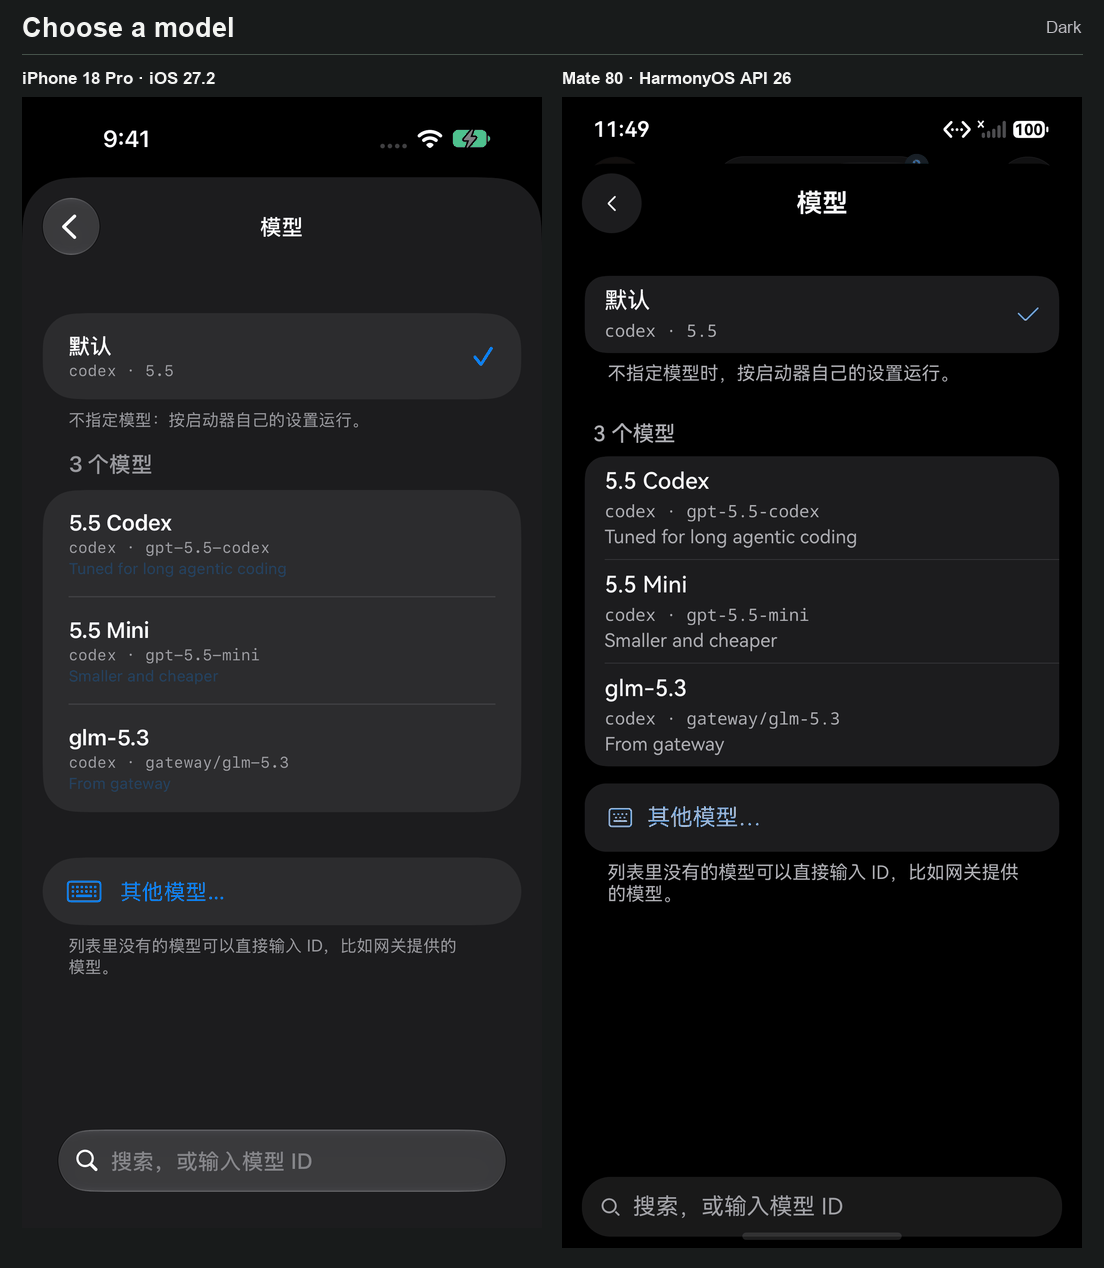 Choose a model
Dark
iPhone 18 Pro · iOS 27.2
9:41
模型
默认
codex · 5.5
不指定模型：按启动器自己的设置运行。
3 个模型
5.5 Codex
codex · gpt-5.5-codex
Tuned for long agentic coding
5.5 Mini
codex · gpt-5.5-mini
Smaller and cheaper
glm-5.3
codex · gateway/glm-5.3
From gateway
其他模型...
列表里没有的模型可以直接输入 ID，比如网关提供的
模型。
搜索，或输入模型 ID
Mate 80 · HarmonyOS API 26
11:49
100
模型
默认
codex · 5.5
不指定模型时，按启动器自己的设置运行。
3 个模型
5.5 Codex
codex · gpt-5.5-codex
Tuned for long agentic coding
5.5 Mini
codex · gpt-5.5-mini
Smaller and cheaper
glm-5.3
codex · gateway/glm-5.3
From gateway
其他模型...
列表里没有的模型可以直接输入 ID，比如网关提供
的模型。
搜索，或输入模型 ID